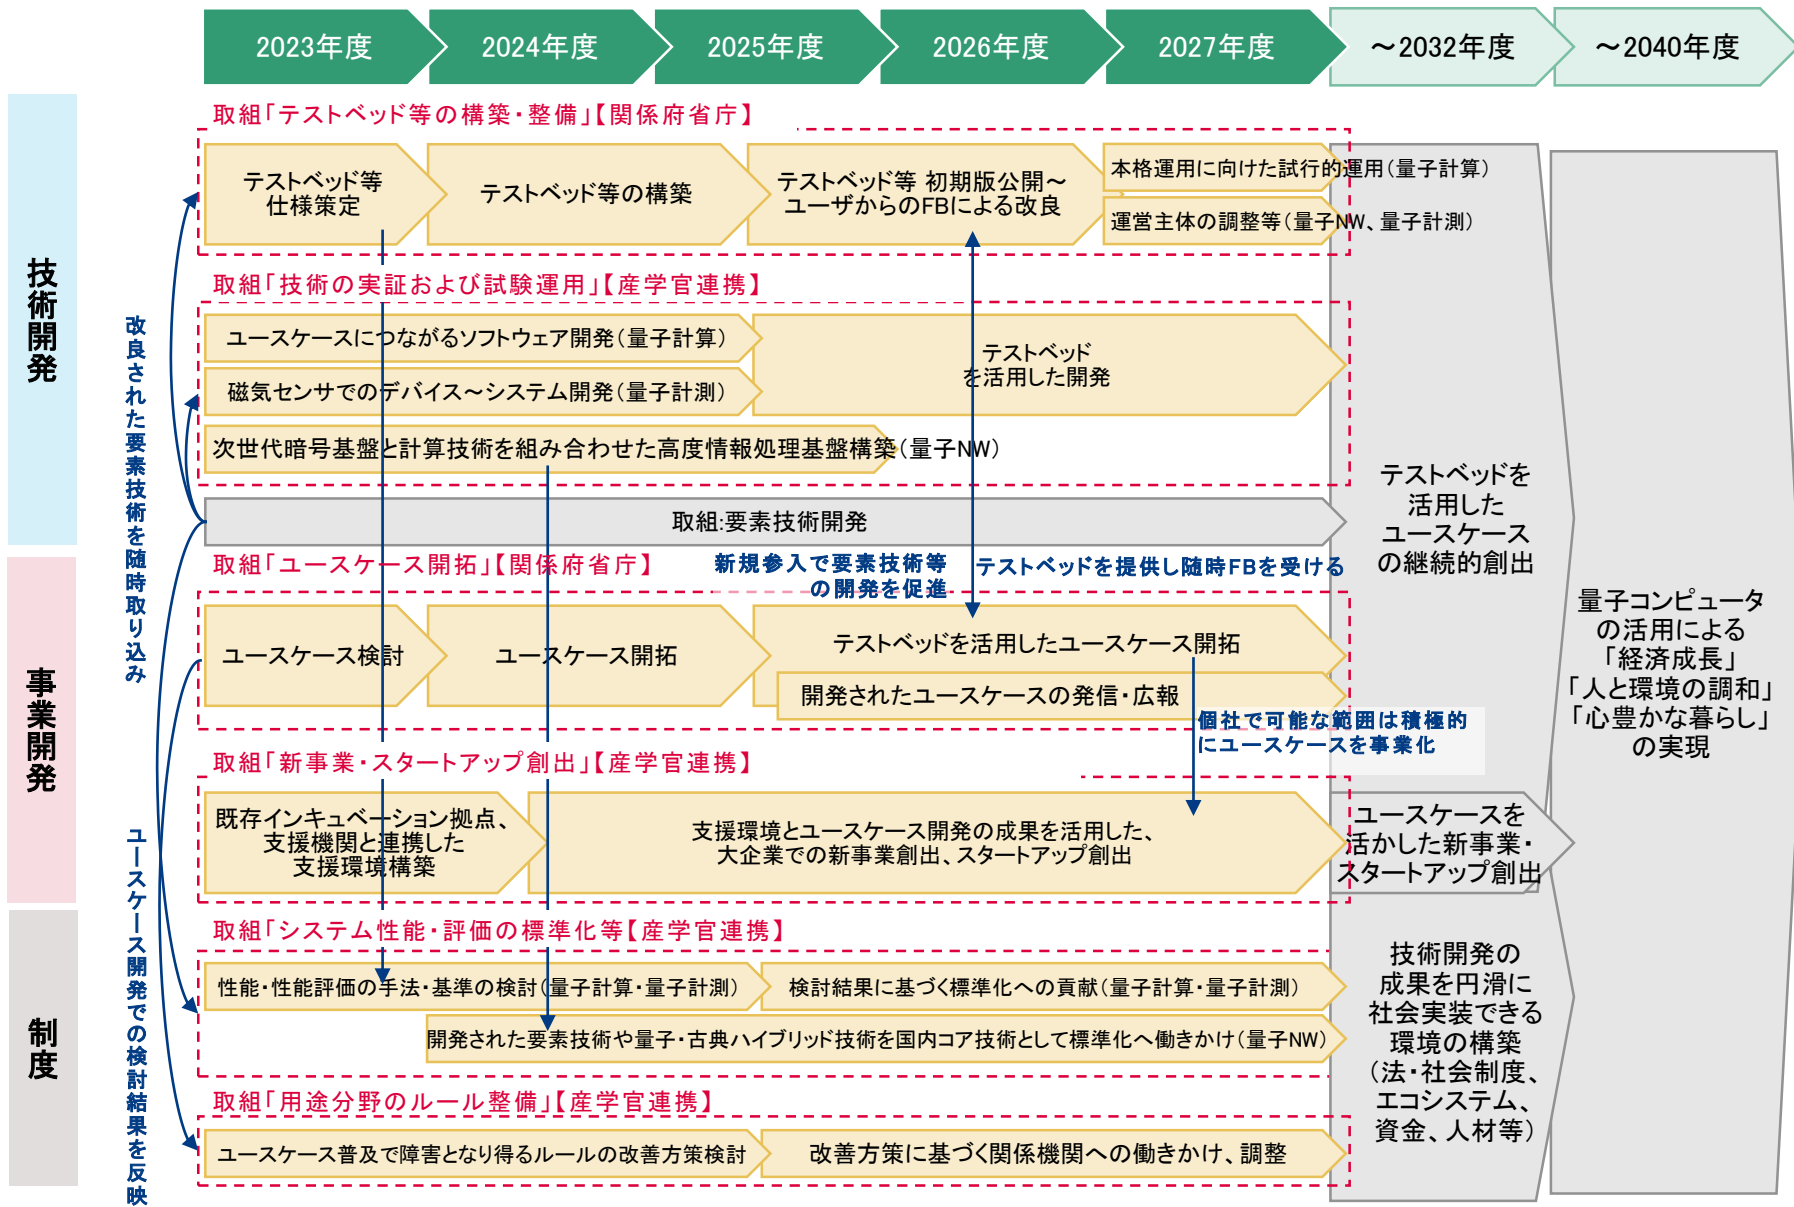 2023年度
2024年度
2025年度
2026年度
2027年度
～2032年度
～2040年度
技術開発
取組「テストベッド等の構築・整備」【関係府省庁】
テストベッド等
仕様策定
テストベッド等の構築
テストベッド等 初期版公開～
ユーザからのFBによる改良
本格運用に向けた試行的運用(量子計算)
運営主体の調整等(量子NW、量子計測)
取組「技術の実証および試験運用」【産学官連携】
ユースケースにつながるソフトウェア開発(量子計算)
磁気センサでのデバイス～システム開発(量子計測)
次世代暗号基盤と計算技術を組み合わせた高度情報処理基盤構築(量子NW)
テストベッド
を活用した開発
取組:要素技術開発
改良された要素技術を随時取り込み
事業開発
取組「ユースケース開拓」【関係府省庁】
新規参入で要素技術等
の開発を促進
テストベッドを提供し随時FBを受ける
ユースケース検討
ユースケース開拓
テストベッドを活用したユースケース開拓
開発されたユースケースの発信・広報
個社で可能な範囲は積極的
にユースケースを事業化
取組「新事業・スタートアップ創出」【産学官連携】
既存インキュベーション拠点、
支援機関と連携した
支援環境構築
支援環境とユースケース開発の成果を活用した、
大企業での新事業創出、スタートアップ創出
ユースケース開発での検討結果を反映
制度
取組「システム性能・評価の標準化等【産学官連携】
性能・性能評価の手法・基準の検討(量子計算・量子計測)
検討結果に基づく標準化への貢献(量子計算・量子計測)
開発された要素技術や量子・古典ハイブリッド技術を国内コア技術として標準化へ働きかけ(量子NW)
取組「用途分野のルール整備」【産学官連携】
ユースケース普及で障害となり得るルールの改善方策検討
改善方策に基づく関係機関への働きかけ、調整
テストベッドを
活用した
ユースケース
の継続的創出
ユースケースを
活かした新事業・
スタートアップ創出
技術開発の
成果を円滑に
社会実装できる
環境の構築
(法・社会制度、
エコシステム、
資金、人材等)
量子コンピュータ
の活用による
「経済成長」
「人と環境の調和」
「心豊かな暮らし」
の実現